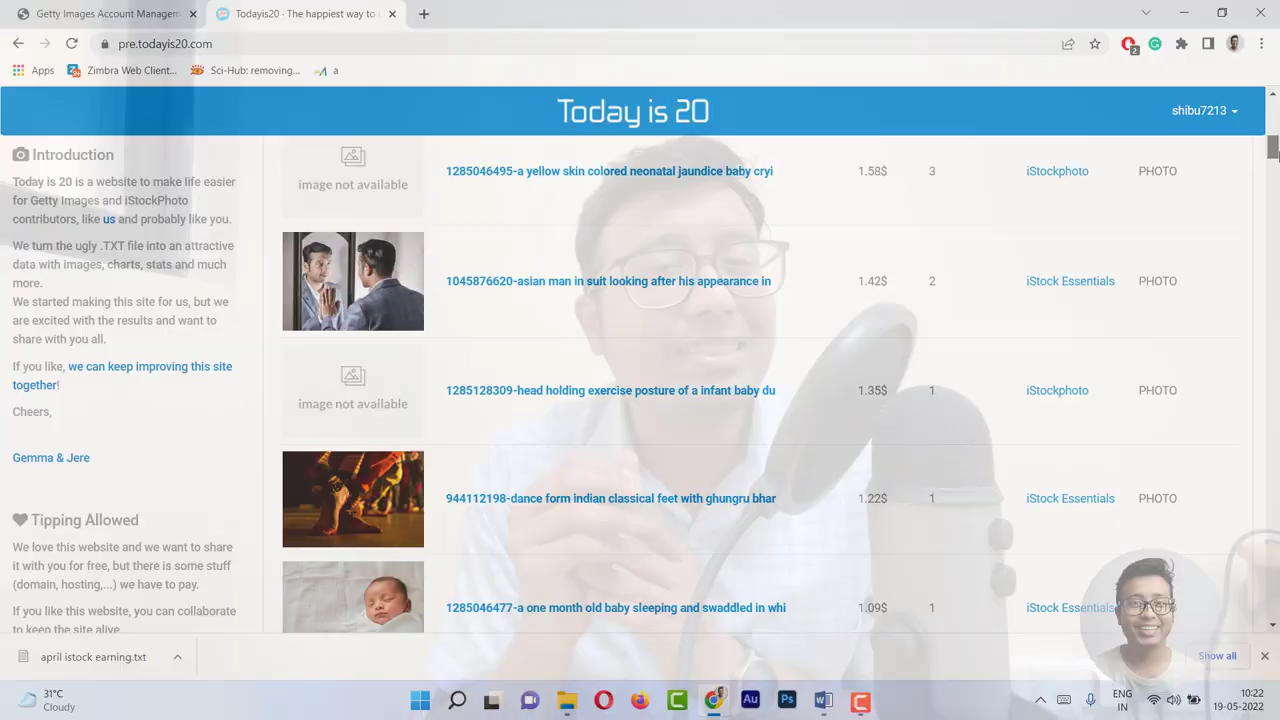 Getty Images Account Managem
Todayis20 - The happiest way to
pre.todayis20.com
2
Apps
Zimbra Web Client...
Sci-Hub: removing...
a
Today is 20
shibu7213
Introduction
Today is 20 is a website to make life easier
for Getty Images and iStockPhoto
contributors, like us and probably like you.
We turn the ugly .TXT file into an attractive
data with images, charts, stats and much
more.
We started making this site for us, but we
are excited with the results and want to
share with you all.
If you like, we can keep improving this site
together!
Cheers,
Gemma & Jere
Tipping Allowed
We love this website and we want to share
it with you for free, but there is some stuff
(domain, hosting,...) we have to pay.
If you like this website, you can collaborate
to keep the site alive.
image not available
1285046495-a yellow skin colored neonatal jaundice baby cryi
1.58$
3
iStockphoto
PHOTO
1045876620-asian man in suit looking after his appearance in
1.42$
2
iStock Essentials
PHOTO
image not available
1285128309-head holding exercise posture of a infant baby du
1.35$
1
iStockphoto
PHOTO
944112198-dance form indian classical feet with ghungru bhar
1.22$
1
iStock Essentials
PHOTO
1285046477-a one month old baby sleeping and swaddled in whi
1.09$
1
iStock Essentials
april istock earning.txt
Show all
31°C
Cloudy
Au
Ps
ENG
IN
10:22
19-05-2022